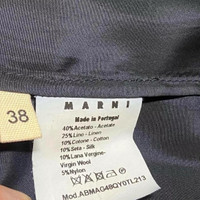 MARNI
38
Made in Portugal
40%Acetato - Acetate
25%Lino - Linen
10%Cotone - Cotton
10%Seta - Silk
10%Lana Vergine-
Virgin Wool
5%Nylon
Mod.ABMAG48QY0TL213